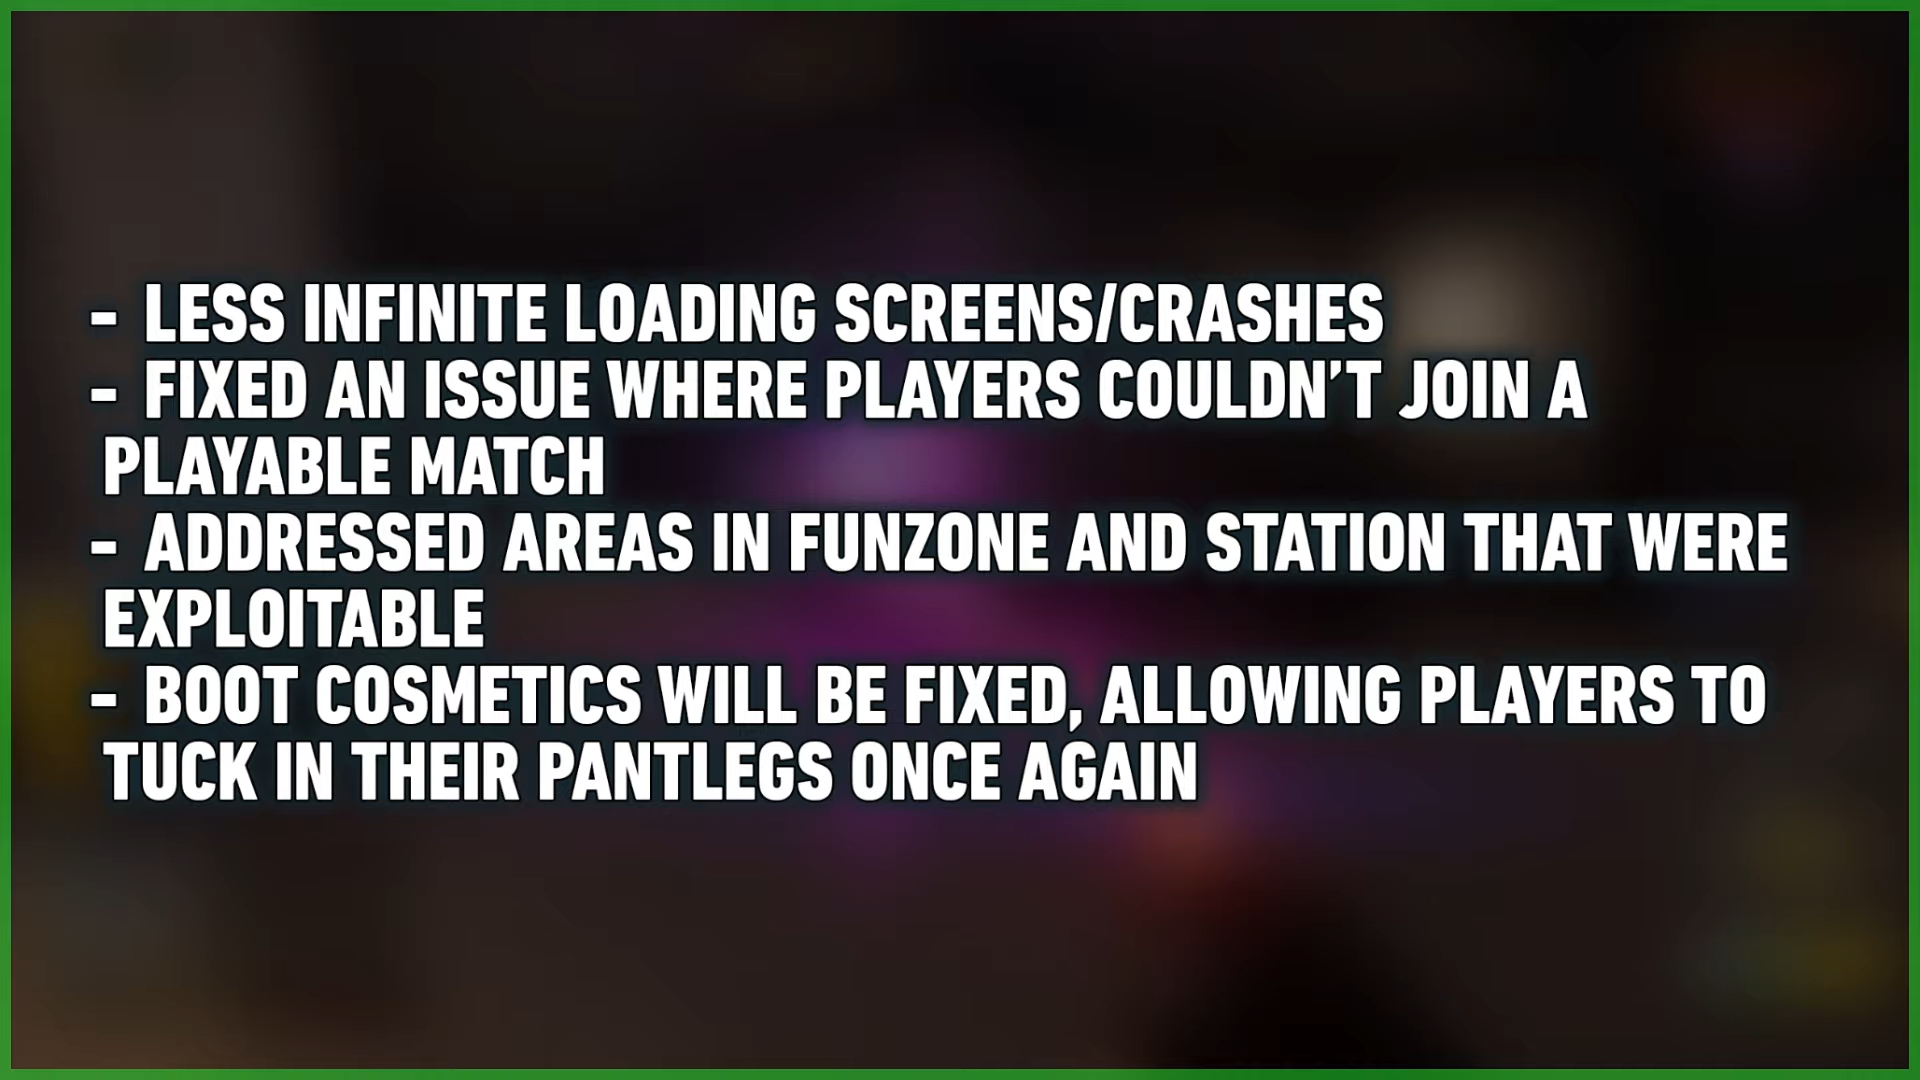 - LESS INFINITE LOADING SCREENS/CRASHES
- FIXED AN ISSUE WHERE PLAYERS COULDN'T JOIN A
PLAYABLE MATCH
- ADDRESSED AREAS IN FUNZONE AND STATION THAT WERE
EXPLOITABLE
- BOOT COSMETICS WILL BE FIXED, ALLOWING PLAYERS TO
TUCK IN THEIR PANTLEGS ONCE AGAIN